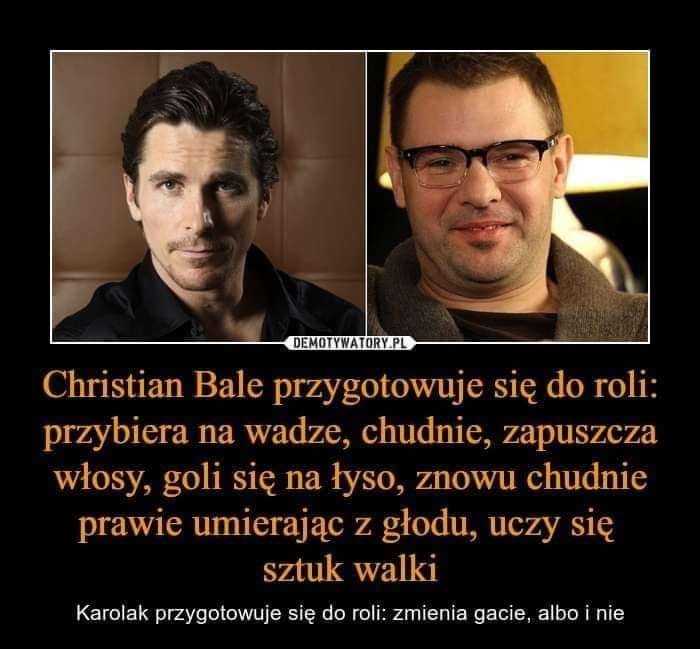 DEMOTYWATORY.PL
Christian Bale przygotowuje się do roli:
przybiera na wadze, chudnie, zapuszcza
włosy, goli się na łyso, znowu chudnie
prawie umierając z głodu, uczy się
sztuk walki
Karolak przygotowuje się do roli: zmienia gacie, albo i nie